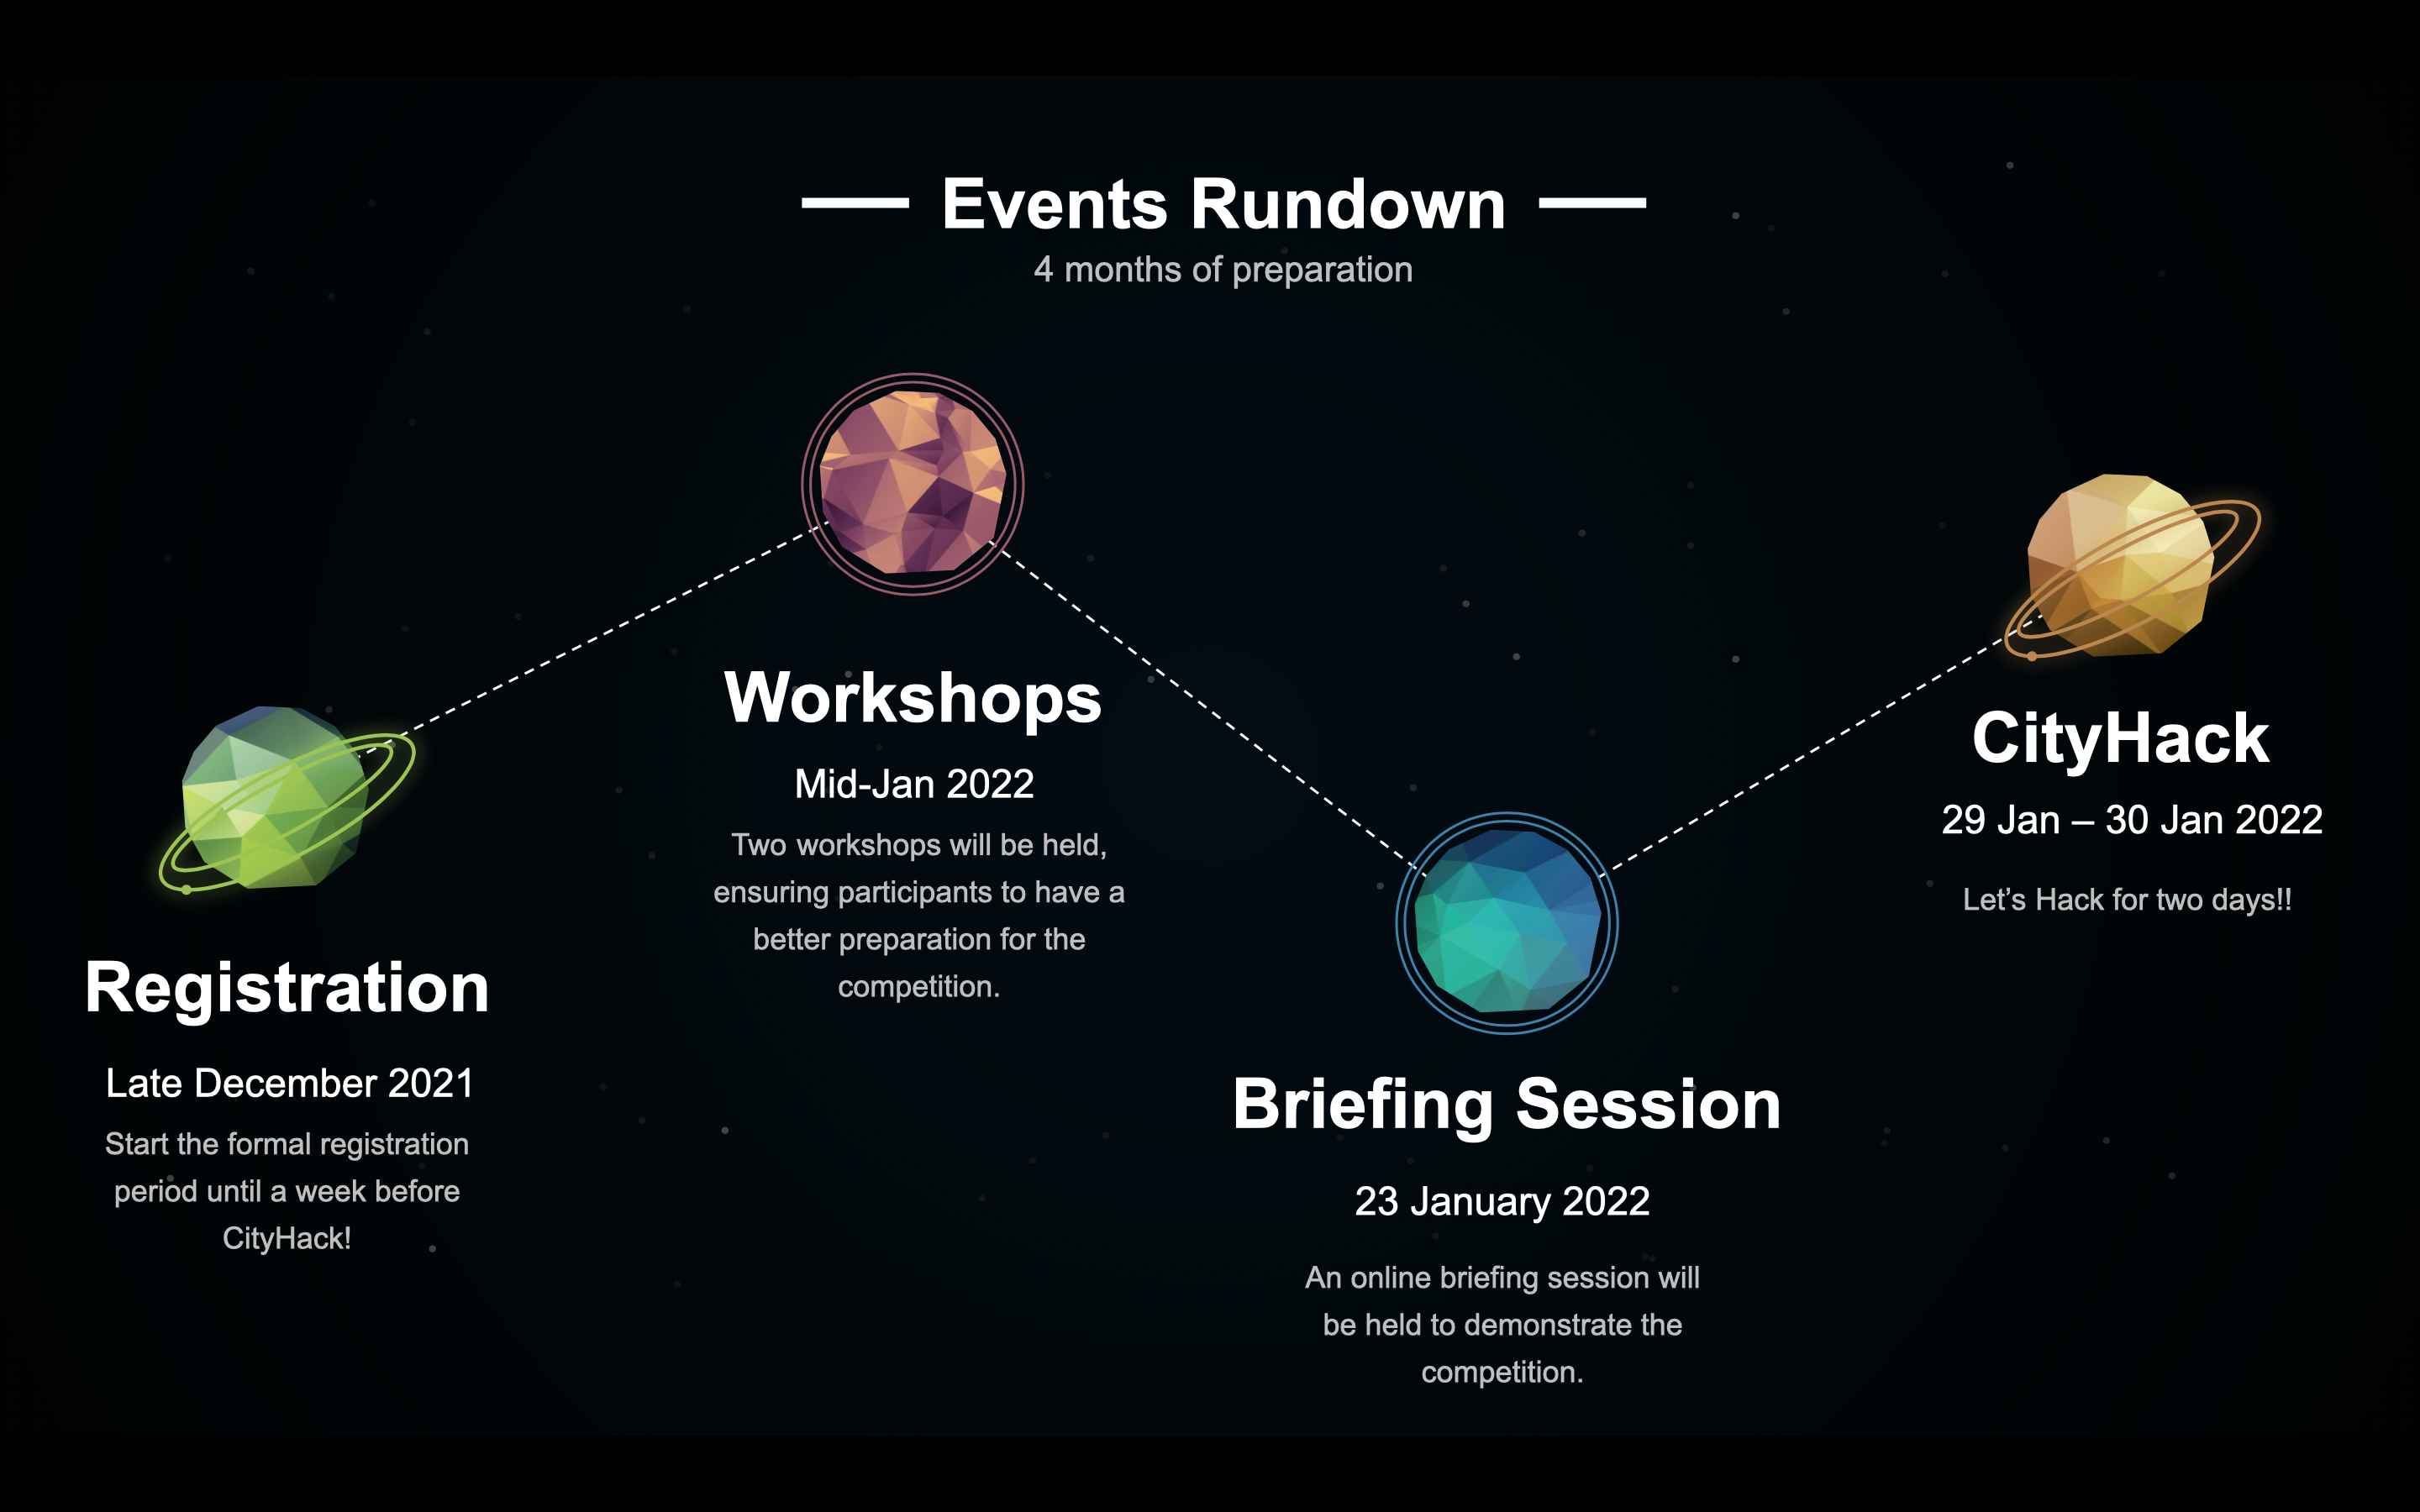 Events Rundown
4 months of preparation
Registration
Late December 2021
Start the formal registration
period until a week before
CityHack!
Workshops
Mid-Jan 2022
Two workshops will be held,
ensuring participants to have a
better preparation for the
competition.
Briefing Session
23 January 2022
An online briefing session will
be held to demonstrate the
competition.
CityHack
29 Jan – 30 Jan 2022
Let’s Hack for two days!!